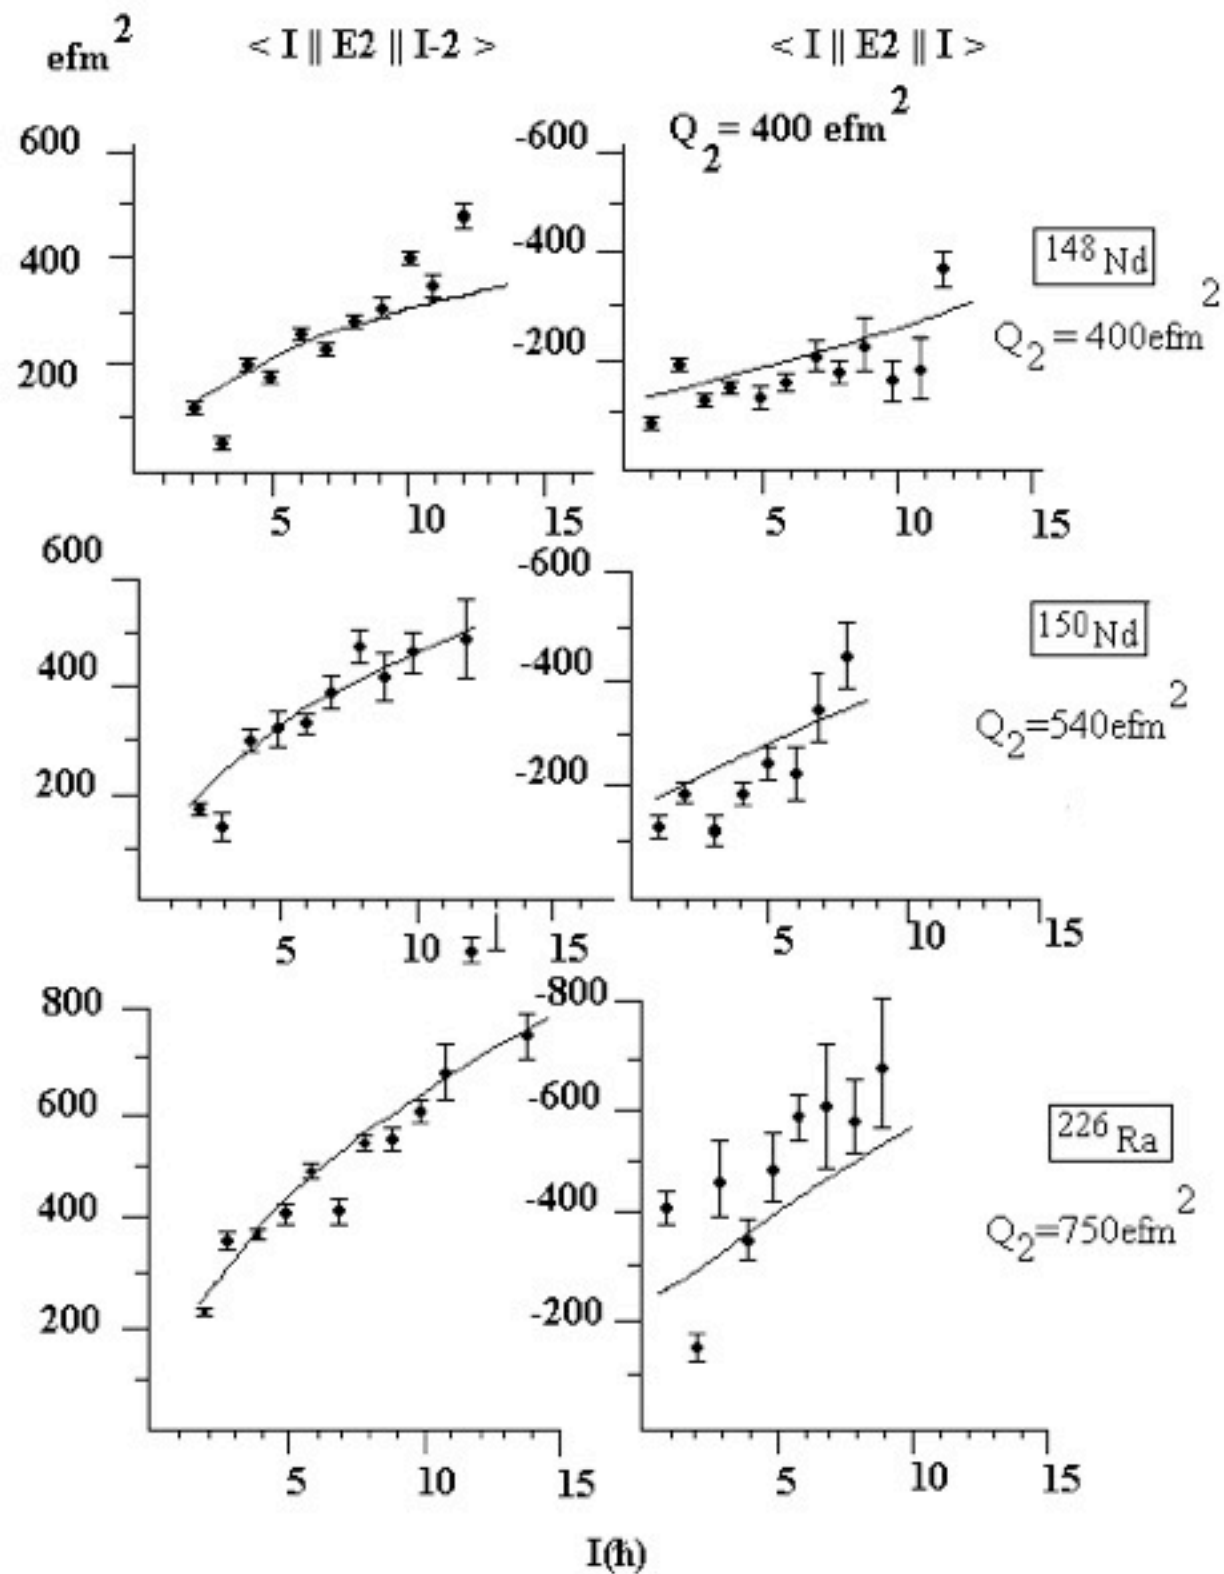 efm² < I || E2 || I-2 > < I || E2 || I >
Q₂ = 400 efm²
600 -600
400 -400
200 -200
148Nd
Q₂ = 400efm²
5 10 15 5 10 15
600 -600
400 -400
200 -200
150Nd
Q₂=540efm²
5 10 15 5 10 15
800 -800
600 -600
400 -400
200 -200
226Ra
Q₂=750efm²
5 10 15 5 10 15
I(ħ)